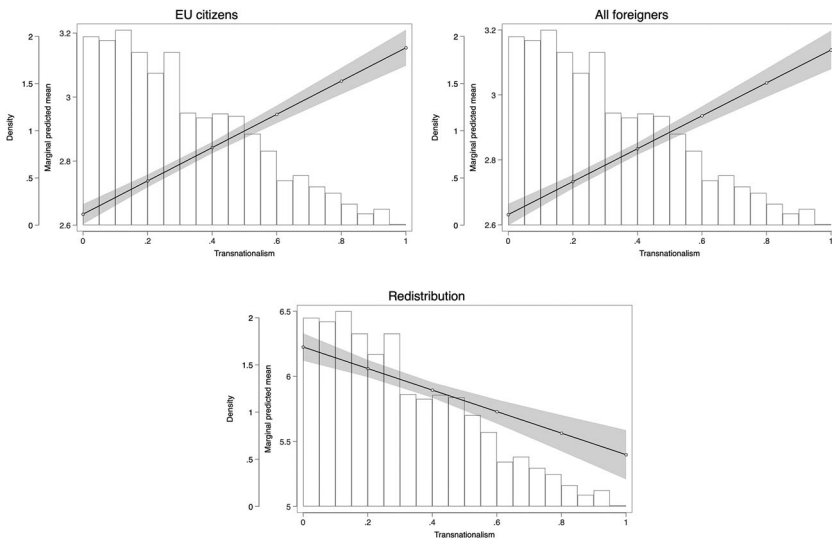 EU citizens
Density
2
1.5
1
.5
0
Marginal predicted mean
3.2
3
2.8
2.6
0 .2 .4 .6 .8 1
Transnationalism
All foreigners
Density
2
1.5
1
.5
0
Marginal predicted mean
3.2
3
2.8
2.6
0 .2 .4 .6 .8 1
Transnationalism
Redistribution
Density
2
1.5
1
.5
0
Marginal predicted mean
6.5
6
5.5
5
0 .2 .4 .6 .8 1
Transnationalism